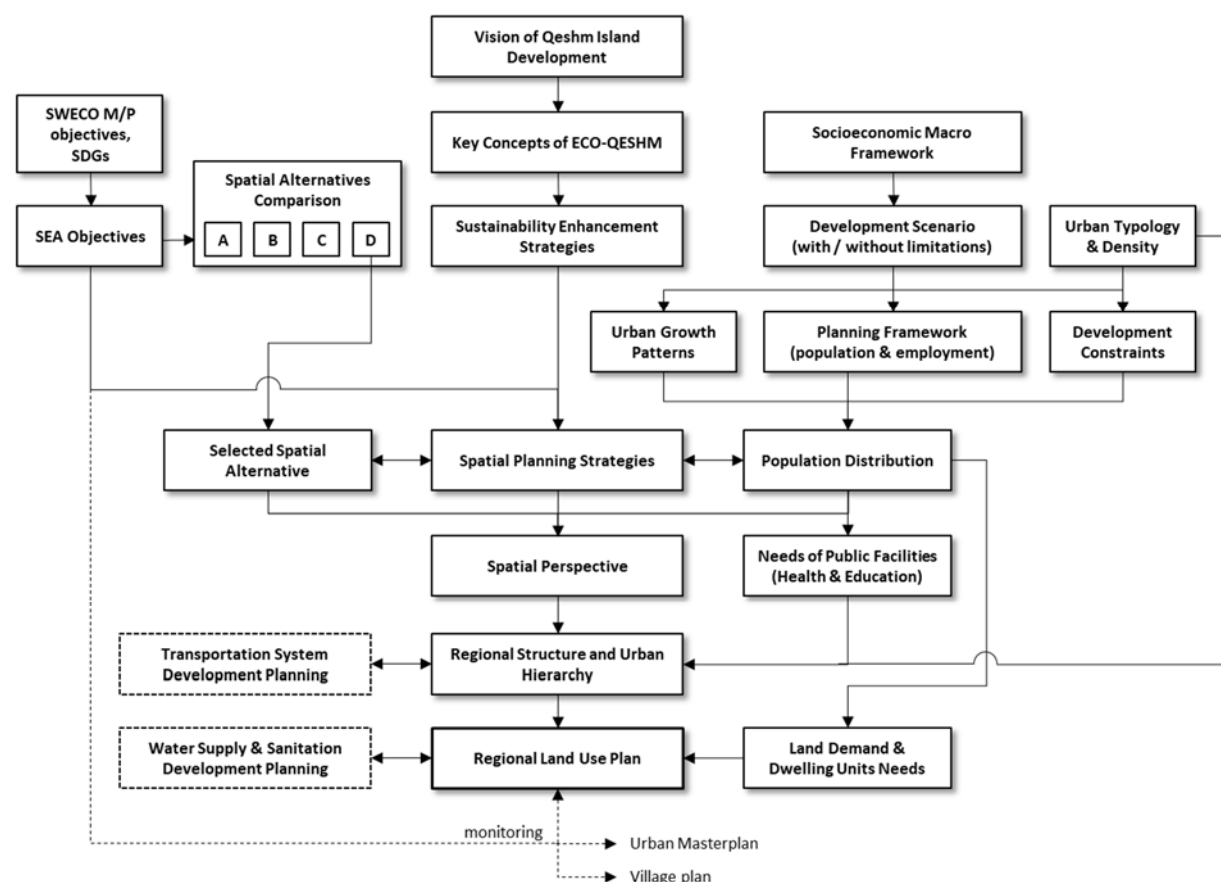 Vision of Qeshm Island
Development
SWECO M/P
objectives,
SDGs
Key Concepts of ECO-QESHM
Socioeconomic Macro
Framework
Spatial Alternatives
Comparison
A B C D
SEA Objectives
Sustainability Enhancement
Strategies
Development Scenario
(with / without limitations)
Urban Typology
& Density
Urban Growth
Patterns
Planning Framework
(population & employment)
Development
Constraints
Selected Spatial
Alternative
Spatial Planning Strategies
Population Distribution
Spatial Perspective
Needs of Public Facilities
(Health & Education)
Transportation System
Development Planning
Regional Structure and Urban
Hierarchy
Water Supply & Sanitation
Development Planning
Regional Land Use Plan
Land Demand &
Dwelling Units Needs
monitoring
Urban Masterplan
Village plan